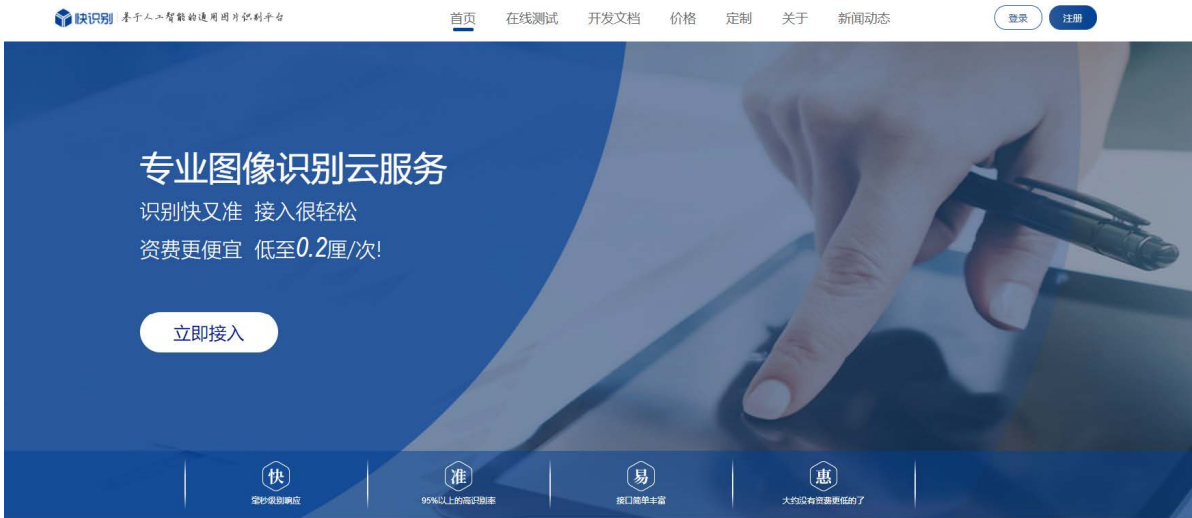 快识别 基于人工智能的通用图片识别平台 首页 在线测试 开发文档 价格 定制 关于 新闻动态 登录 注册
专业图像识别云服务
识别快又准 接入很轻松
资费更便宜 低至0.2厘/次!
立即接入
快 准 易 惠
毫秒级别响应 95%以上的高识别率 接口简单丰富 大约没有资费更低的了